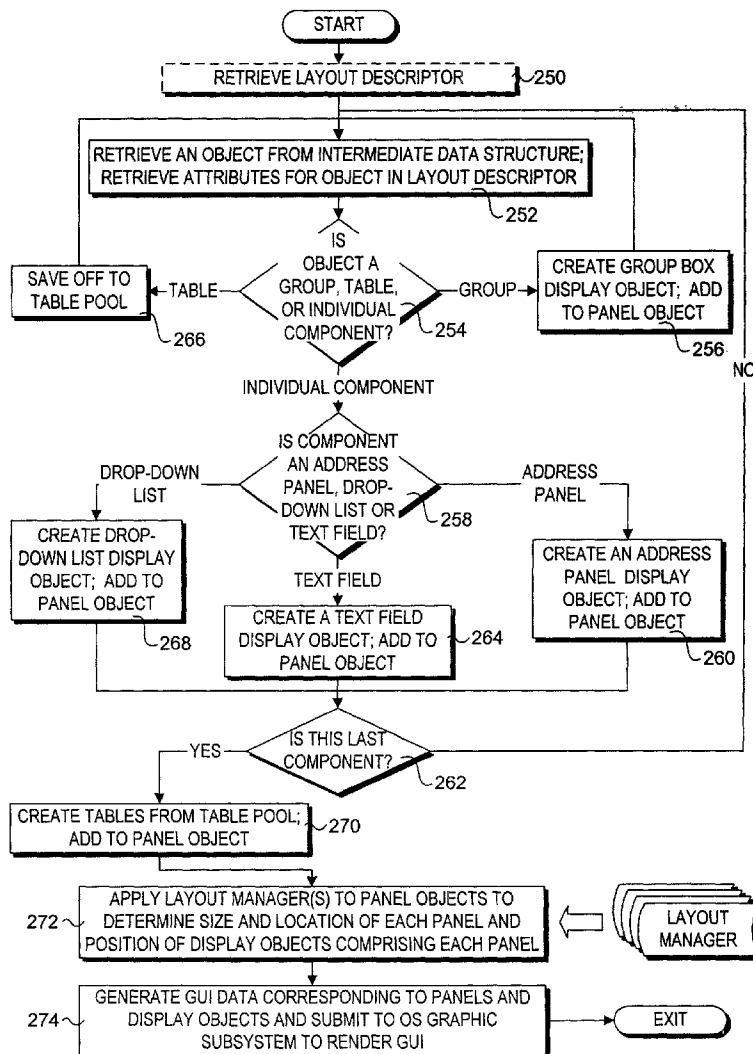 START
RETRIEVE LAYOUT DESCRIPTOR
250
RETRIEVE AN OBJECT FROM INTERMEDIATE DATA STRUCTURE;
RETRIEVE ATTRIBUTES FOR OBJECT IN LAYOUT DESCRIPTOR
252
IS
OBJECT A
GROUP, TABLE,
OR INDIVIDUAL
COMPONENT?
254
TABLE
SAVE OFF TO
TABLE POOL
266
GROUP
CREATE GROUP BOX
DISPLAY OBJECT; ADD
TO PANEL OBJECT
256
NO
INDIVIDUAL COMPONENT
IS COMPONENT
AN ADDRESS
PANEL, DROP-
DOWN LIST OR
TEXT FIELD?
258
DROP-DOWN
LIST
ADDRESS
PANEL
CREATE DROP-
DOWN LIST DISPLAY
OBJECT; ADD TO
PANEL OBJECT
268
TEXT FIELD
CREATE A TEXT FIELD
DISPLAY OBJECT; ADD TO
PANEL OBJECT
264
CREATE AN ADDRESS
PANEL DISPLAY
OBJECT; ADD TO
PANEL OBJECT
260
IS THIS LAST
COMPONENT?
262
YES
CREATE TABLES FROM TABLE POOL;
ADD TO PANEL OBJECT
270
272
APPLY LAYOUT MANAGER(S) TO PANEL OBJECTS TO
DETERMINE SIZE AND LOCATION OF EACH PANEL AND
POSITION OF DISPLAY OBJECTS COMPRISING EACH PANEL
LAYOUT
MANAGER
274
GENERATE GUI DATA CORRESPONDING TO PANELS AND
DISPLAY OBJECTS AND SUBMIT TO OS GRAPHIC
SUBSYSTEM TO RENDER GUI
EXIT